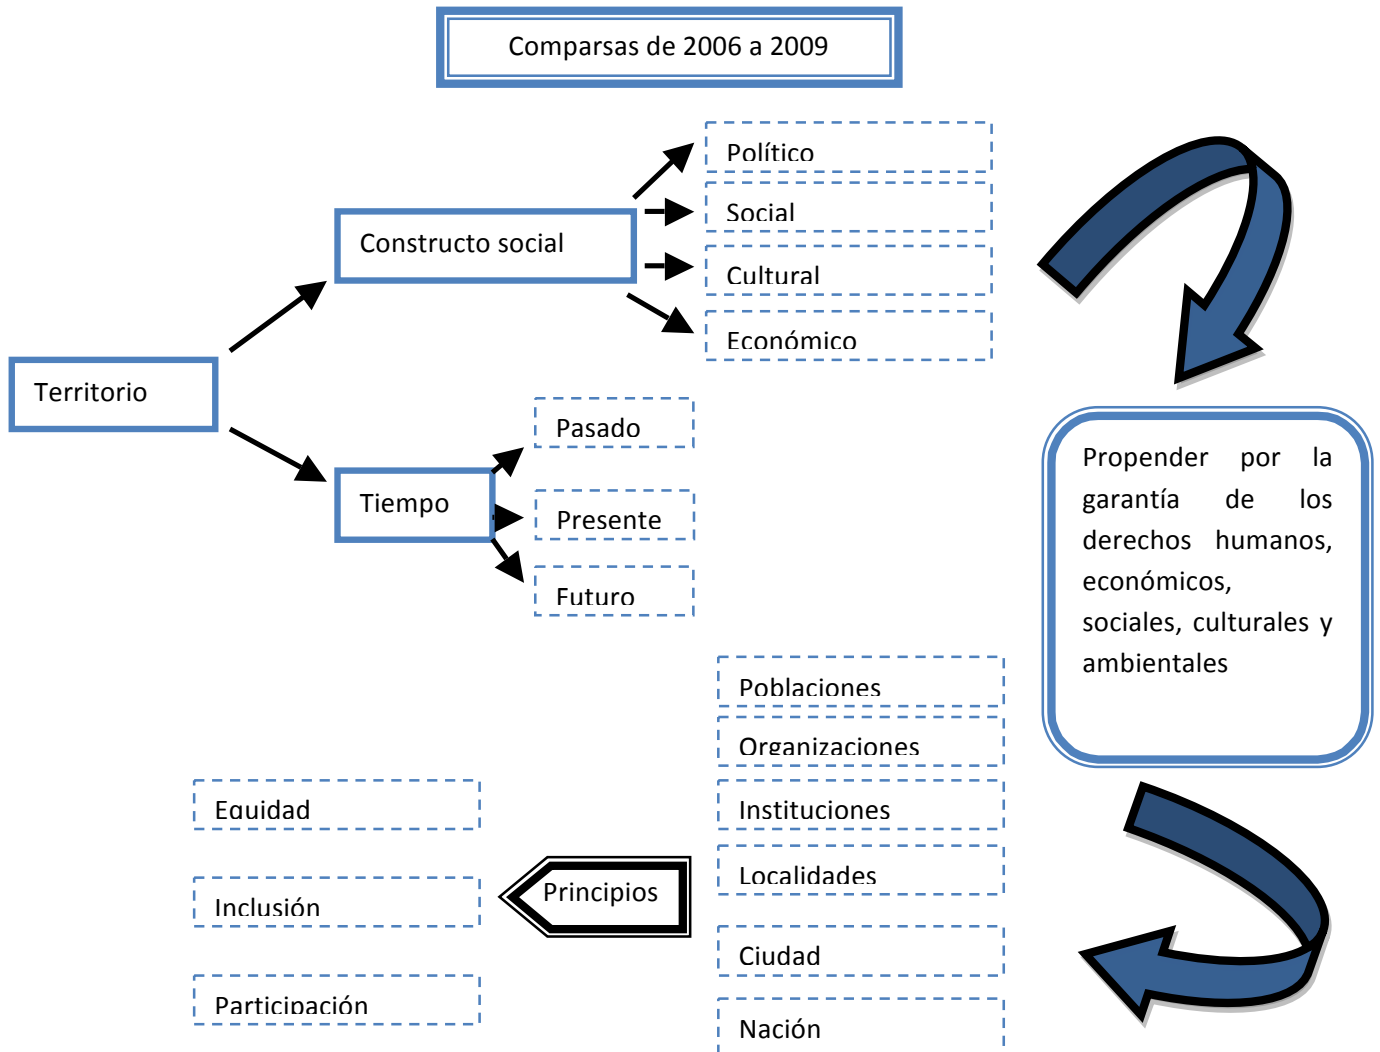 Comparsas de 2006 a 2009
Político
Social
Constructo social
Cultural
Económico
Territorio
Pasado
Tiempo
Presente
Futuro
Propender por la
garantía de los
derechos humanos,
económicos,
sociales, culturales y
ambientales
Poblaciones
Organizaciones
Equidad
Instituciones
Principios
Localidades
Inclusión
Ciudad
Participación
Nación